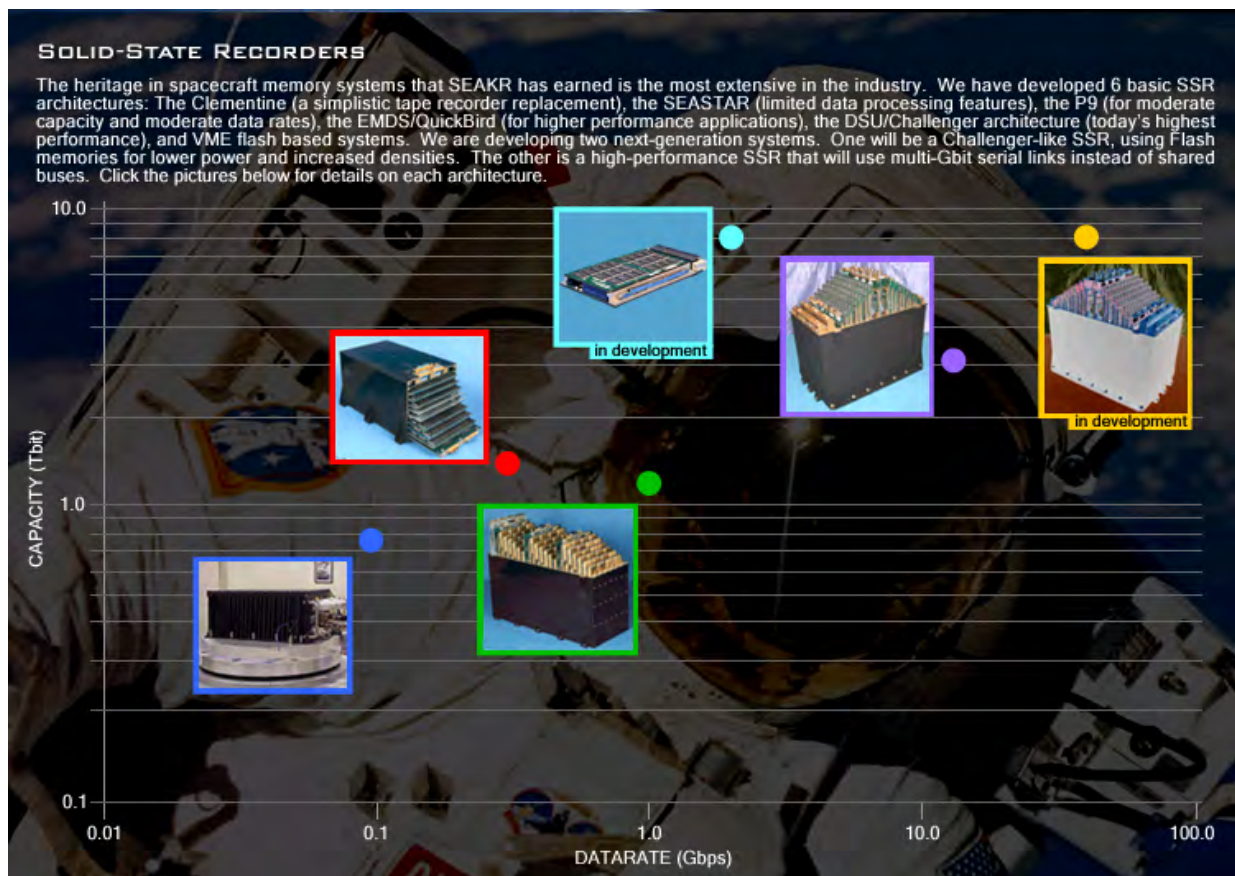 SOLID-STATE RECORDERS
The heritage in spacecraft memory systems that SEAKR has earned is the most extensive in the industry. We have developed 6 basic SSR
architectures: The Clementine (a simplistic tape recorder replacement), the SEASTAR (limited data processing features), the P9 (for moderate
capacity and moderate data rates), the EMDS/QuickBird (for higher performance applications), the DSU/Challenger architecture (today's highest
performance), and VME flash based systems. We are developing two next-generation systems. One will be a Challenger-like SSR, using Flash
memories for lower power and increased densities. The other is a high-performance SSR that will use multi-Gbit serial links instead of shared
buses. Click the pictures below for details on each architecture.
10.0
in development
in development
CAPACITY (Tbit)
1.0
0.1
0.01
0.1
1.0
10.0
100.0
DATARATE (Gbps)